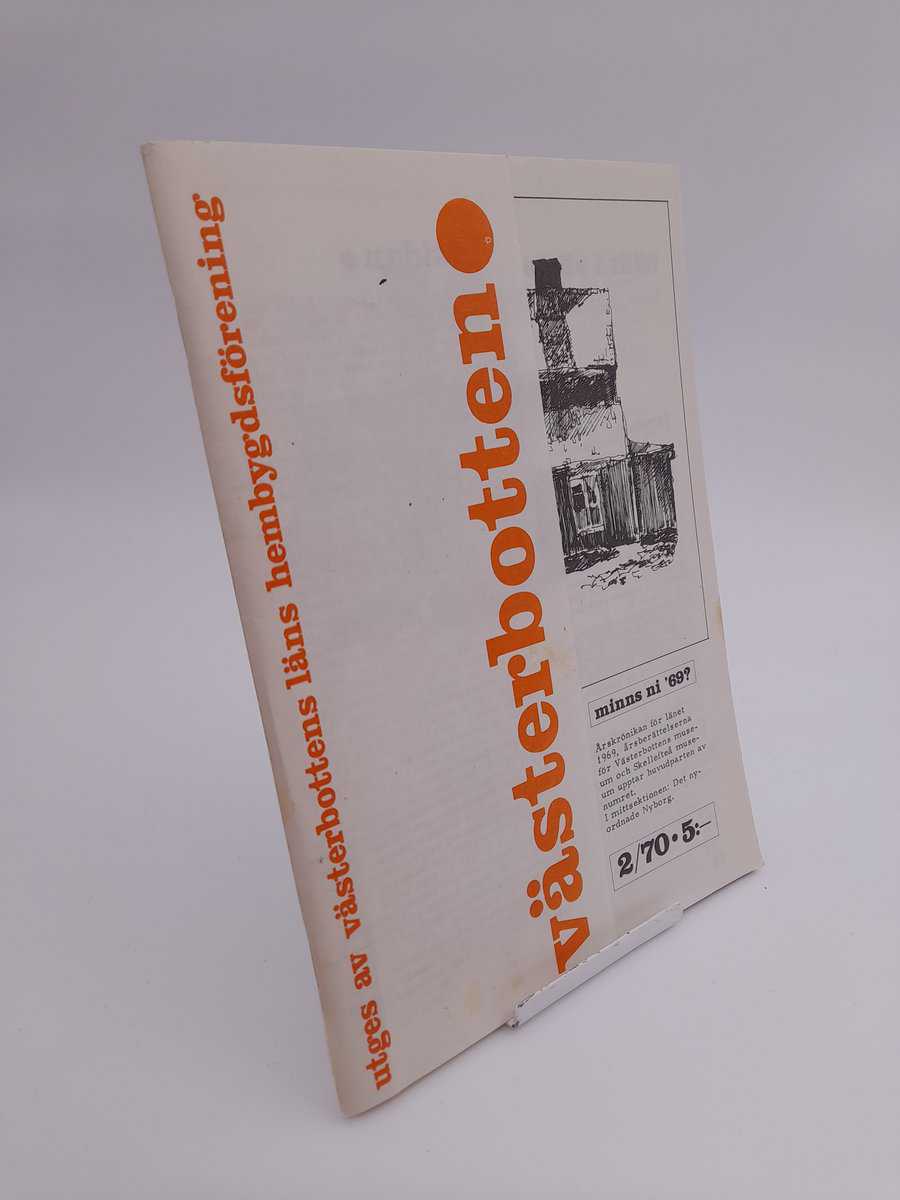 utges av västerbottens läns hembygdsförening
västerbotten
minns ni '69?
Årskrönikan för länet
1969, årsberättelserna
för Västerbottens muse-
um och Skellefteå muse-
um upptar huvudparten av
numret.
I mittsektionen: Det ny-
ordnade Nyborg.
2/70 • 5:—